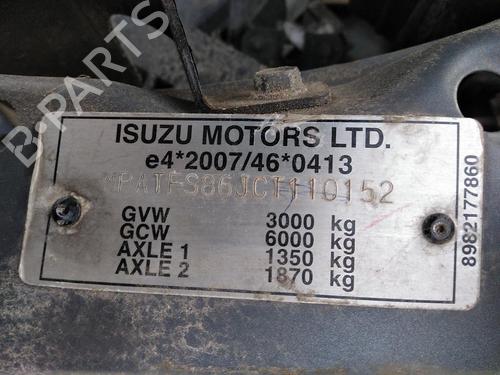 ISUZU MOTORS LTD.
e4*2007/46*0413
MPATFS86JCT110152
GVW 3000 kg
GCW 6000 kg
AXLE 1 1350 kg
AXLE 2 1870 kg
8982177860